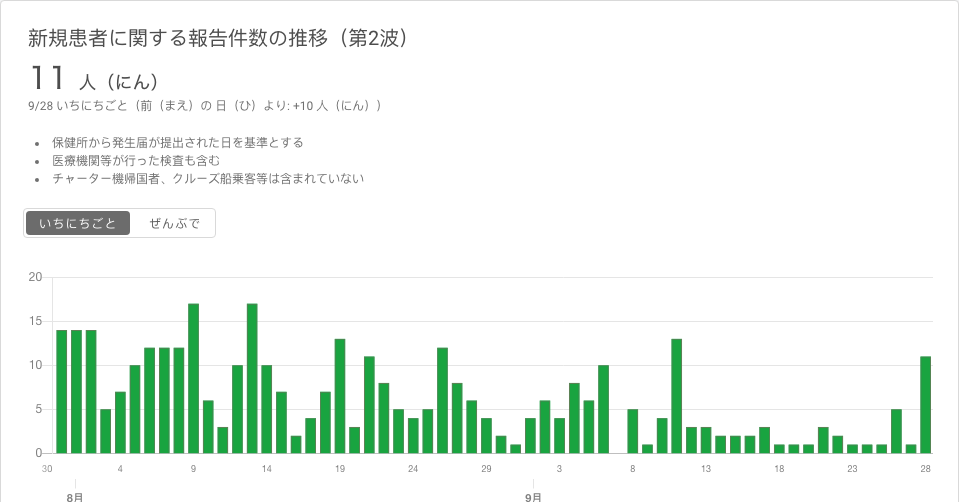 新規患者に関する報告件数の推移（第2波）
11 人（にん）
9/28 いちにちごと（前（まえ）の 日（ひ）より: +10 人（にん））
保健所から発生届が提出された日を基準とする
医療機関等が行った検査も含む
チャーター機帰国者、クルーズ船乗客等は含まれていない
いちにちごと ぜんぶで
20
15
10
5
0
30 4 9 14 19 24 29 3 8 13 18 23 28
8月 9月